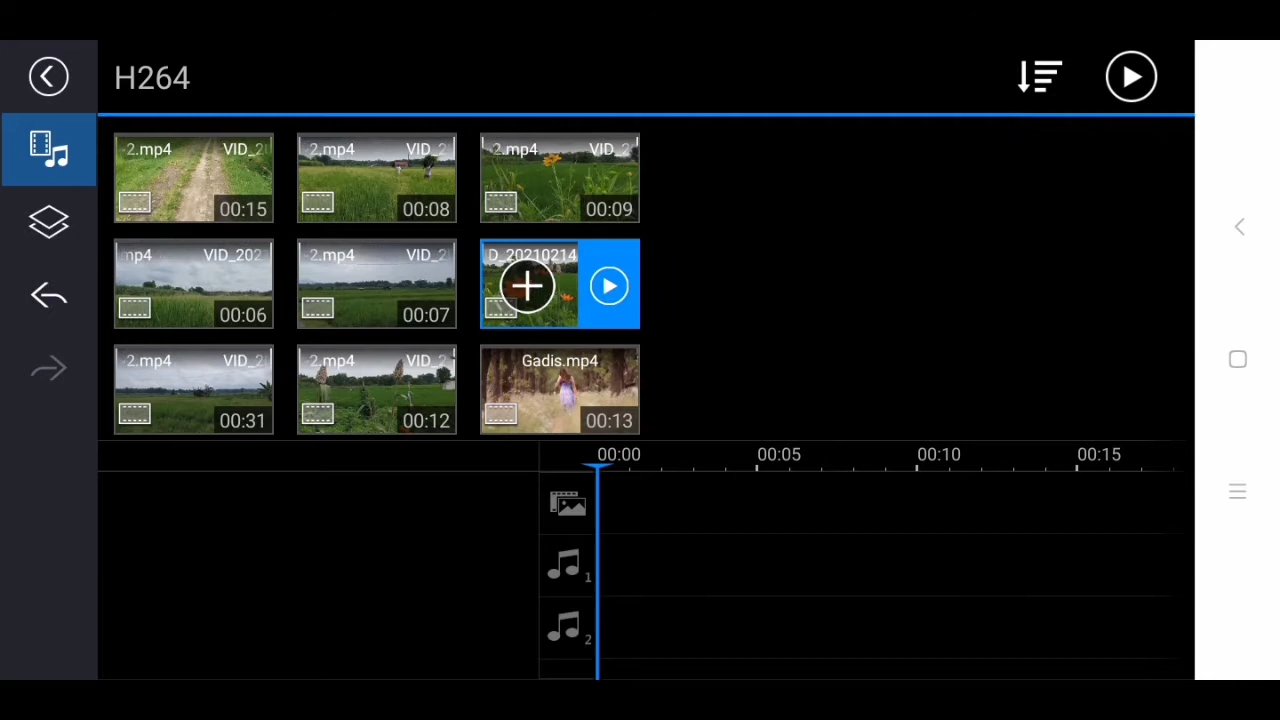 H264
-2.mp4 VID_2
-2.mp4 VID_2
-2.mp4 VID_2
00:15
00:08
00:09
mp4 VID_202
-2.mp4 VID_2
D_20210214
00:06
00:07
-2.mp4 VID_2
-2.mp4 VID_2
Gadis.mp4
00:31
00:12
00:13
00:00 00:05 00:10 00:15
1
2